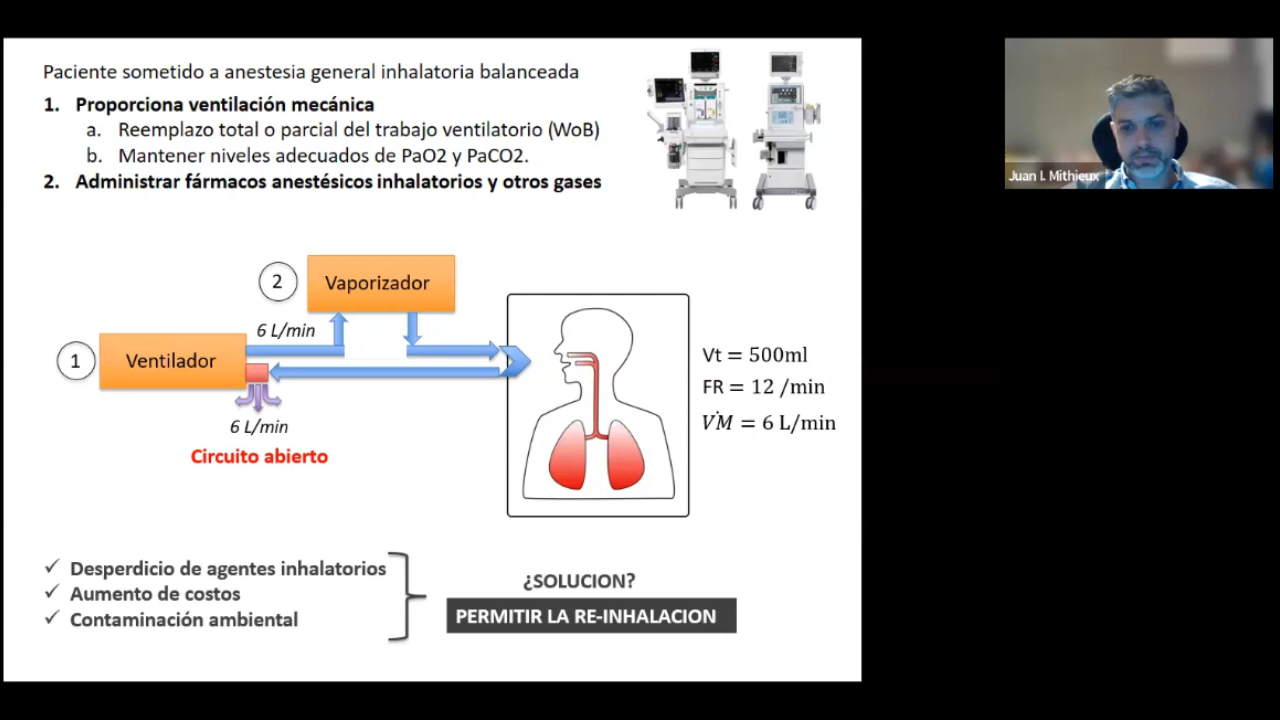 Paciente sometido a anestesia general inhalatoria balanceada
1. Proporciona ventilación mecánica
a. Reemplazo total o parcial del trabajo ventilatorio (WoB)
b. Mantener niveles adecuados de PaO2 y PaCO2.
2. Administrar fármacos anestésicos inhalatorios y otros gases
Juan I. Mithieux
2
Vaporizador
6 L/min
1
Ventilador
6 L/min
Circuito abierto
Vt = 500ml
FR = 12 /min
V̇M = 6 L/min
✓ Desperdicio de agentes inhalatorios
✓ Aumento de costos
✓ Contaminación ambiental
¿SOLUCION?
PERMITIR LA RE-INHALACION